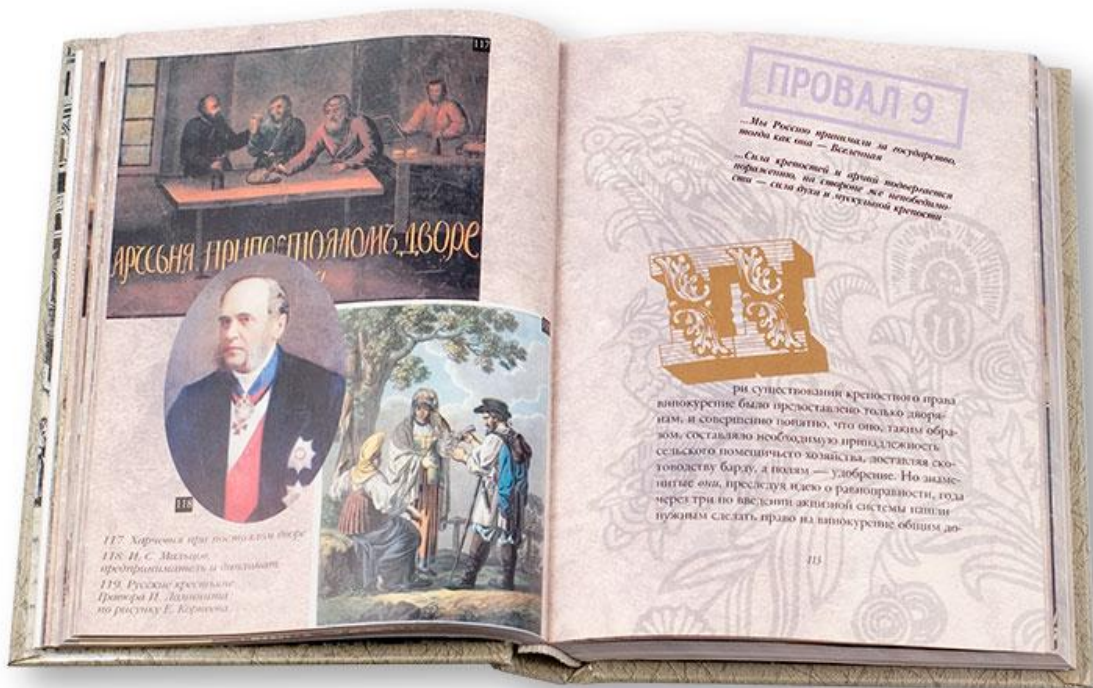 117
АРЧЕВНЯ ПРИПОСТОЯЛОМЪ ДВОРЕ
118
117. Харчевня при постоялом дворе
118. И. С. Мальцов,
предприниматель и дипломат
119. Русские крестьяне.
Гравюра И. Ламинита
по рисунку Е. Корнеева
ПРОВАЛ 9
...Мы Россию принимали за государство,
тогда как она — Вселенная
...Сила крепостей и армий подвергается
поражению, на стороне же непобедимо-
сти — сила духа и мускульной крепости
П
ри существовании крепостного права
винокурение было предоставлено только дворя-
нам, и совершенно понятно, что оно, таким обра-
зом, составляло необходимую принадлежность
сельского помещичьего хозяйства, доставляя ско-
товодству барду, а полям — удобрение. Но знаме-
нитые они, преследуя идею о равноправности, года
через три по введении акцизной системы нашли
нужным сделать право на винокурение общим до-
113